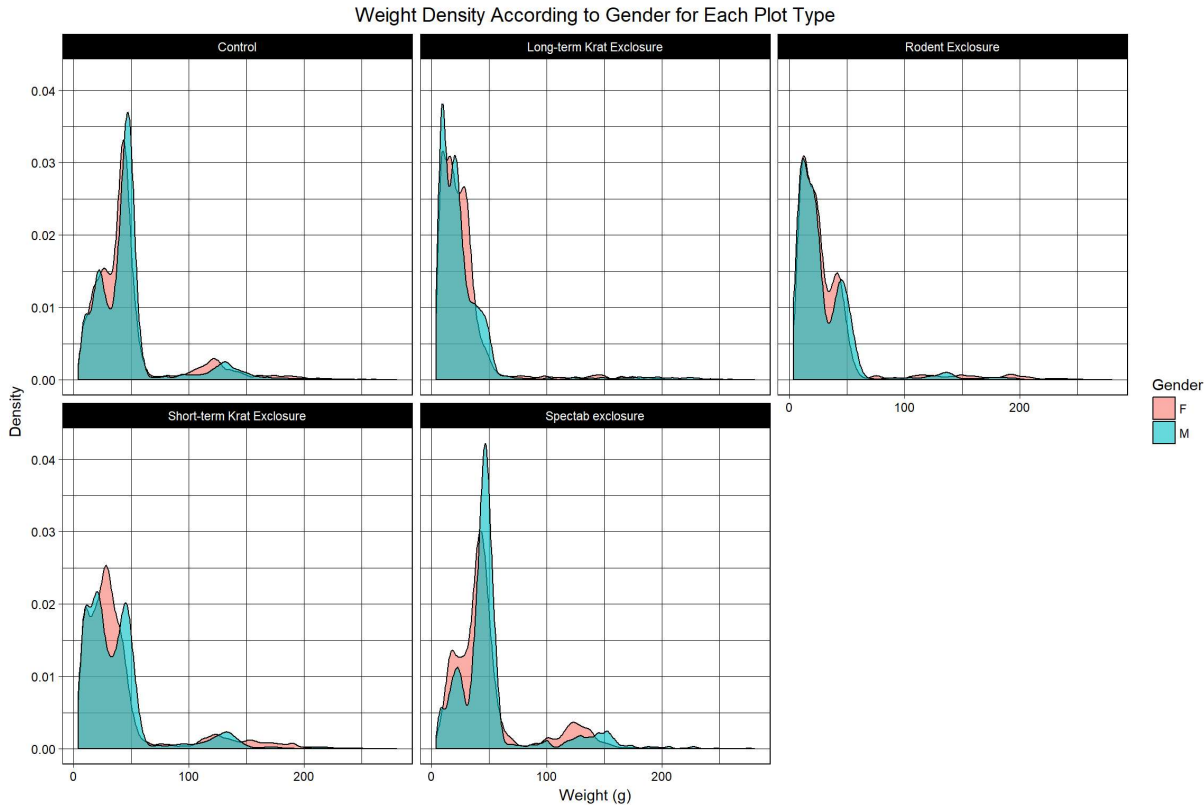 Weight Density According to Gender for Each Plot Type
Control
Long-term Krat Exclosure
Rodent Exclosure
0.04
0.03
0.02
0.01
0.00
0
100
200
Short-term Krat Exclosure
Spectab exclosure
0.04
0.03
0.02
0.01
0.00
0
100
200
0
100
200
Density
Weight (g)
Gender
F
M